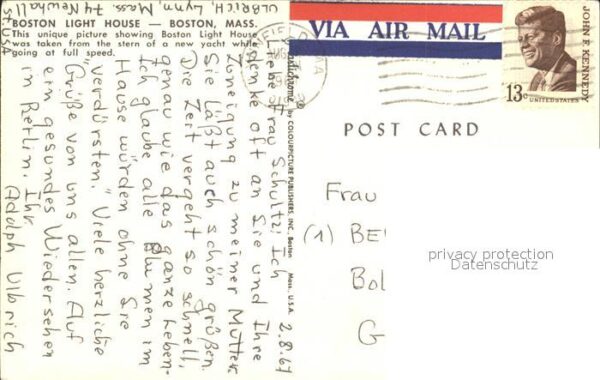 ULBRICH, Lynn, Mass. 74 Newhall
St USA
BOSTON LIGHT HOUSE — BOSTON, MASS.
This unique picture showing Boston Light House
was taken from the stern of a new yacht while
going at full speed.
2.8.67
Liebe Frau Schultz! Ich
denke oft an Sie und Ihre
Zuneigung zu meiner Mutter.
Sie läßt auch schön grüßen.
Die Zeit vergeht so schnell,
genau wie das ganze Leben.
Ich glaube alle Blumen im
Hause würden ohne Sie
"verdürsten." Viele herzliche
Grüße von uns allen. Auf
ein gesundes Wiedersehen
in Berlin. Ihr
Adolph Ulbrich
by COLOURPICTURE PUBLISHERS, INC., Boston Mass., U.S.A.
VIA AIR MAIL
JOHN F. KENNEDY
13c
UNITED STATES
POST CARD
Frau
(1) BE
Bol
G
privacy protection
Datenschutz